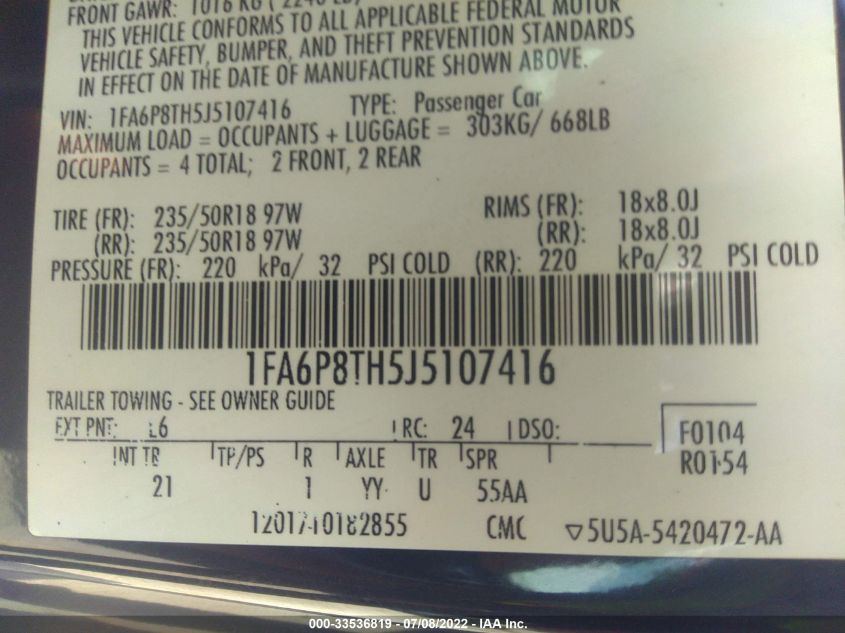 FRONT GAWR: 1016 KG ( 2240 LB)
THIS VEHICLE CONFORMS TO ALL APPLICABLE FEDERAL MOTOR
VEHICLE SAFETY, BUMPER, AND THEFT PREVENTION STANDARDS
IN EFFECT ON THE DATE OF MANUFACTURE SHOWN ABOVE.
VIN: 1FA6P8TH5J5107416 TYPE: Passenger Car
MAXIMUM LOAD = OCCUPANTS + LUGGAGE = 303KG/ 668LB
OCCUPANTS = 4 TOTAL; 2 FRONT, 2 REAR
TIRE (FR): 235/50R18 97W RIMS (FR): 18x8.0J
(RR): 235/50R18 97W (RR): 18x8.0J
PRESSURE (FR): 220 kPa/ 32 PSI COLD (RR): 220 kPa/ 32 PSI COLD
1FA6P8TH5J5107416
TRAILER TOWING - SEE OWNER GUIDE
EXT PNT: L6 RC: 24 DSO: F0104
INT TR TP/PS R AXLE TR SPR R0154
21 1 YY U 55AA
CMC ▽5U5A-5420472-AA
000-33536819 - 07/08/2022 - IAA Inc.